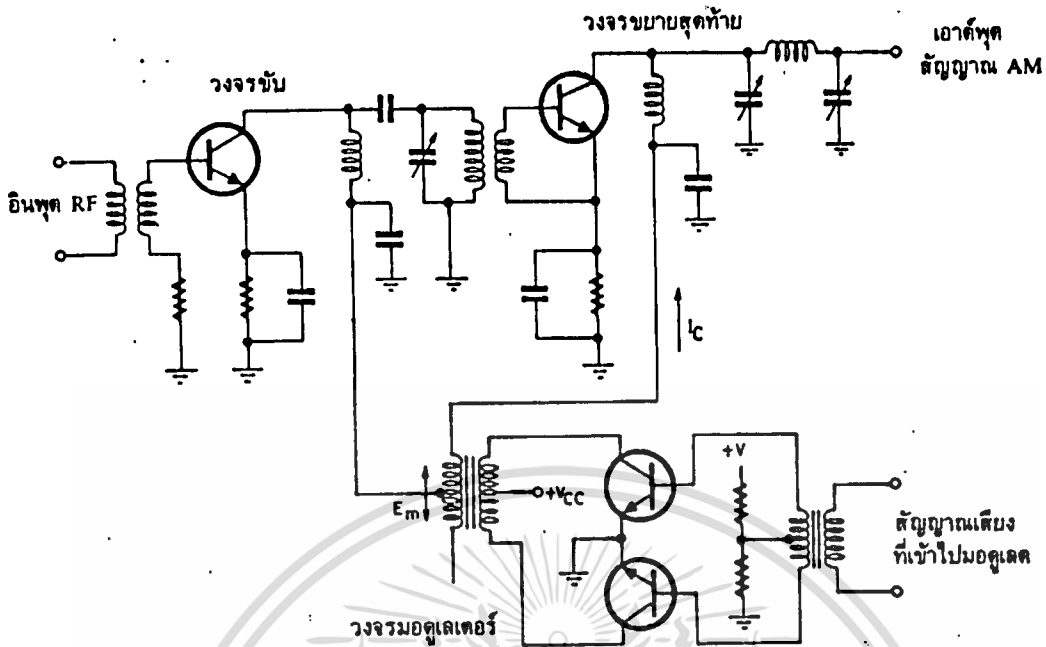 วงจรขยายสุดท้าย
เอาต์พุต
สัญญาณ AM
วงจรขับ
อินพุต RF
I_C
+V
E_m
+V_CC
สัญญาณเสียง
ที่เข้าไปมอดูเลต
วงจรมอดูเลเตอร์